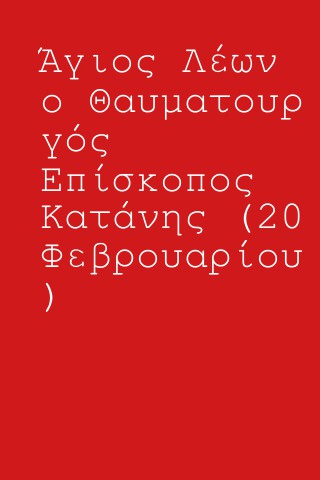 Άγιος Λέων
ο Θαυματουρ
γός
Επίσκοπος
Κατάνης (20
Φεβρουαρίου
)